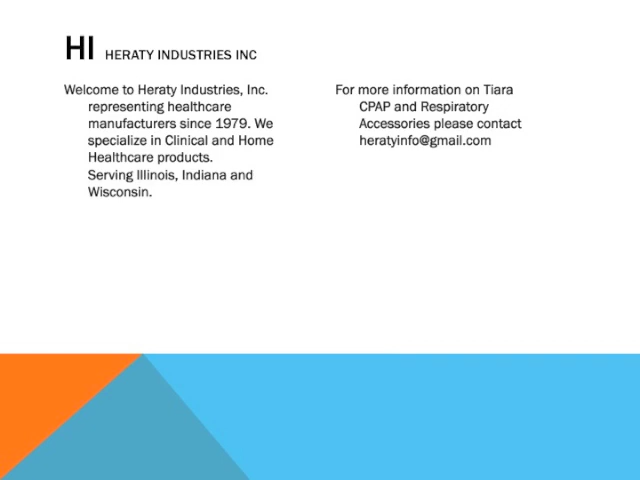 HI HERATY INDUSTRIES INC
Welcome to Heraty Industries, Inc.
representing healthcare
manufacturers since 1979. We
specialize in Clinical and Home
Healthcare products.
Serving Illinois, Indiana and
Wisconsin.
For more information on Tiara
CPAP and Respiratory
Accessories please contact
heratyinfo@gmail.com